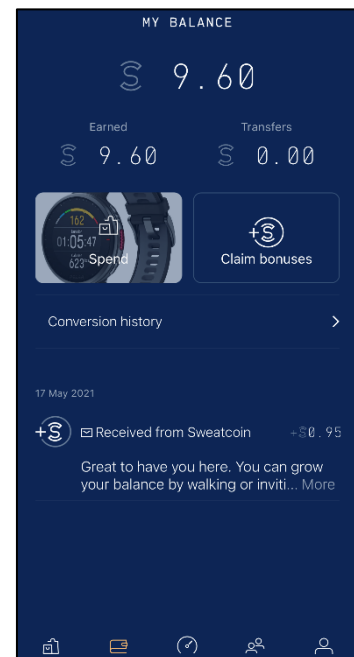 MY BALANCE
9.60
Earned
Transfers
9.60
0.00
162
01:05:47
623
Spend
+S
Claim bonuses
Conversion history
17 May 2021
+S
Received from Sweatcoin
+S0.95
Great to have you here. You can grow
your balance by walking or inviti... More